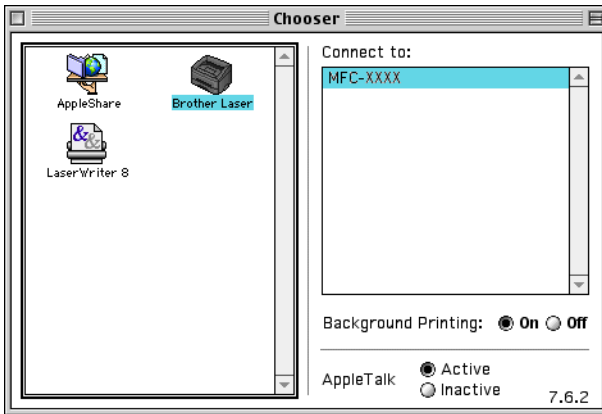 Chooser
AppleShare
Brother Laser
LaserWriter 8
Connect to:
MFC-XXXX
Background Printing: On Off
AppleTalk Active
Inactive
7.6.2